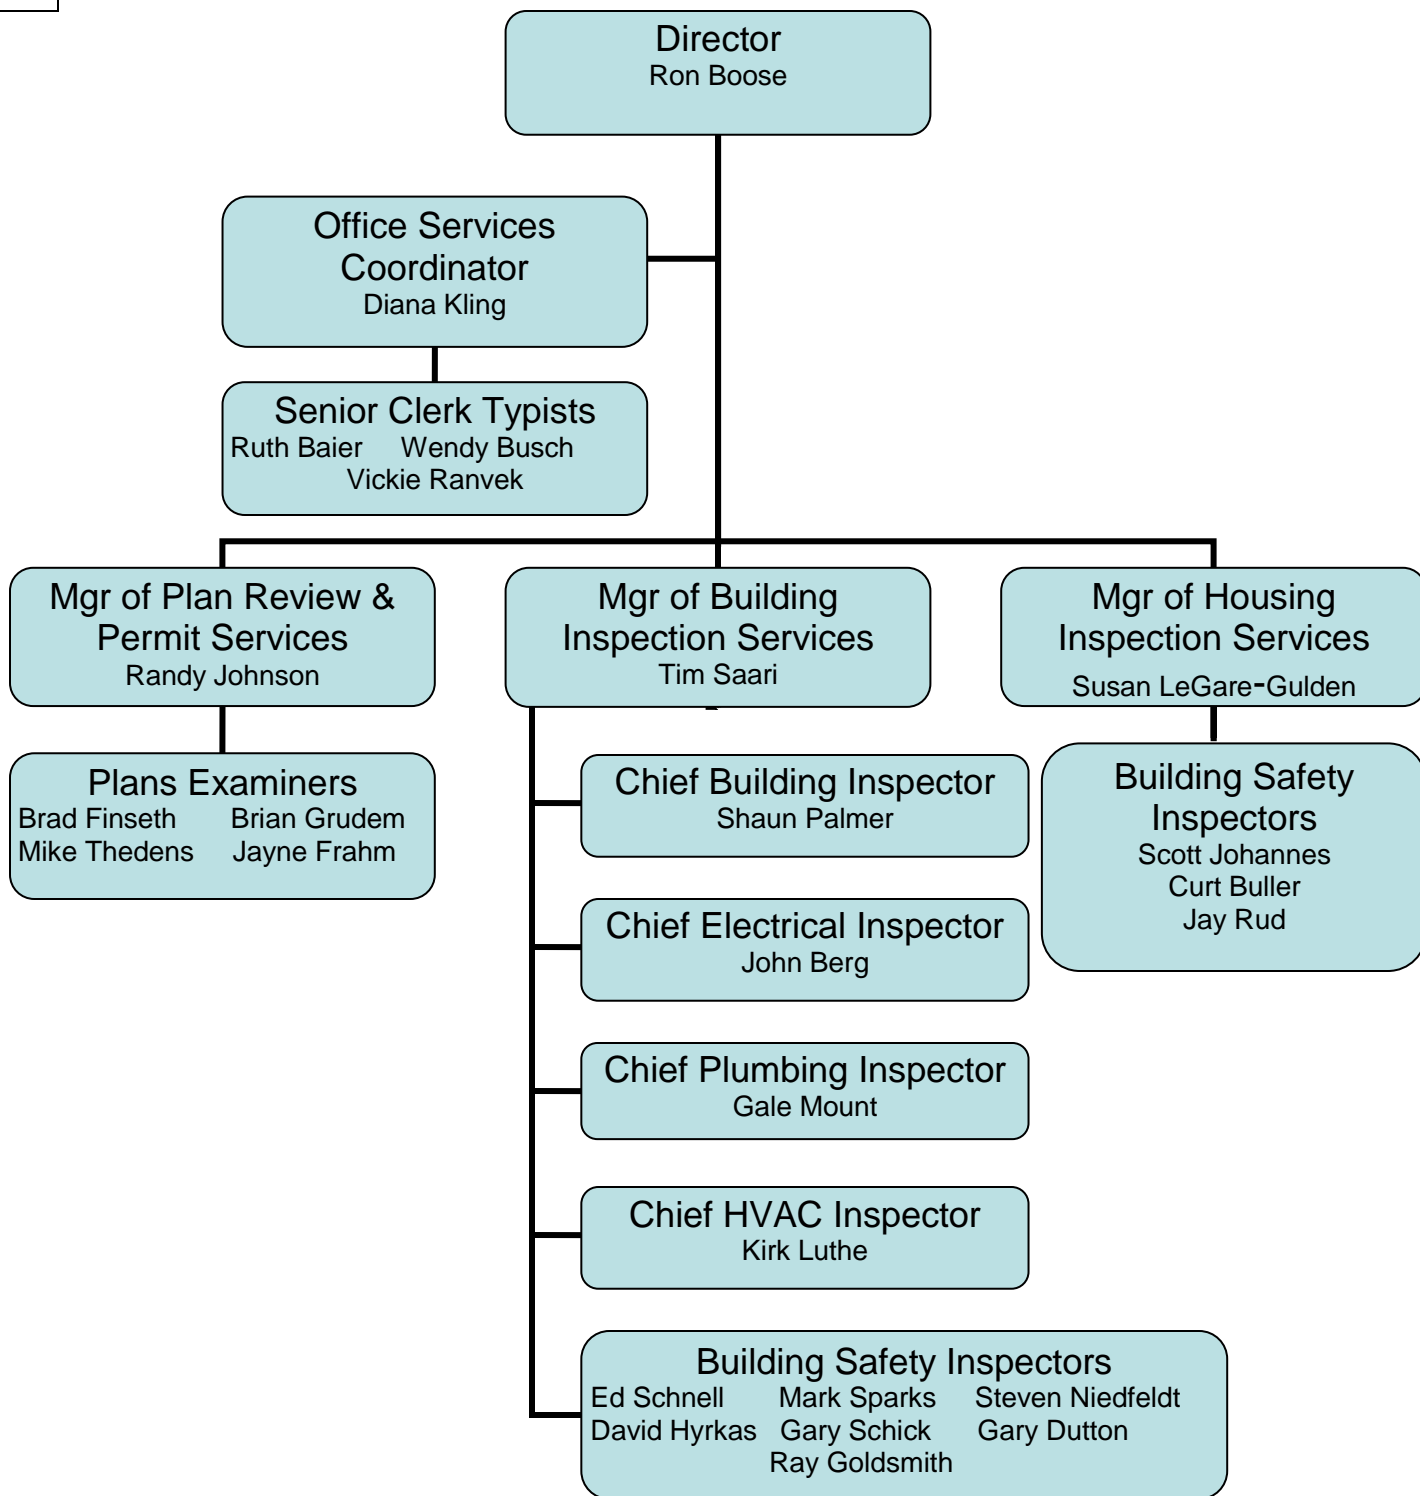 Director
Ron Boose
Office Services
Coordinator
Diana Kling
Senior Clerk Typists
Ruth Baier Wendy Busch
Vickie Ranvek
Mgr of Plan Review &
Permit Services
Randy Johnson
Mgr of Building
Inspection Services
Tim Saari
Mgr of Housing
Inspection Services
Susan LeGare-Gulden
Plans Examiners
Brad Finseth Brian Grudem
Mike Thedens Jayne Frahm
Chief Building Inspector
Shaun Palmer
Building Safety
Inspectors
Scott Johannes
Curt Buller
Jay Rud
Chief Electrical Inspector
John Berg
Chief Plumbing Inspector
Gale Mount
Chief HVAC Inspector
Kirk Luthe
Building Safety Inspectors
Ed Schnell Mark Sparks Steven Niedfeldt
David Hyrkas Gary Schick Gary Dutton
Ray Goldsmith